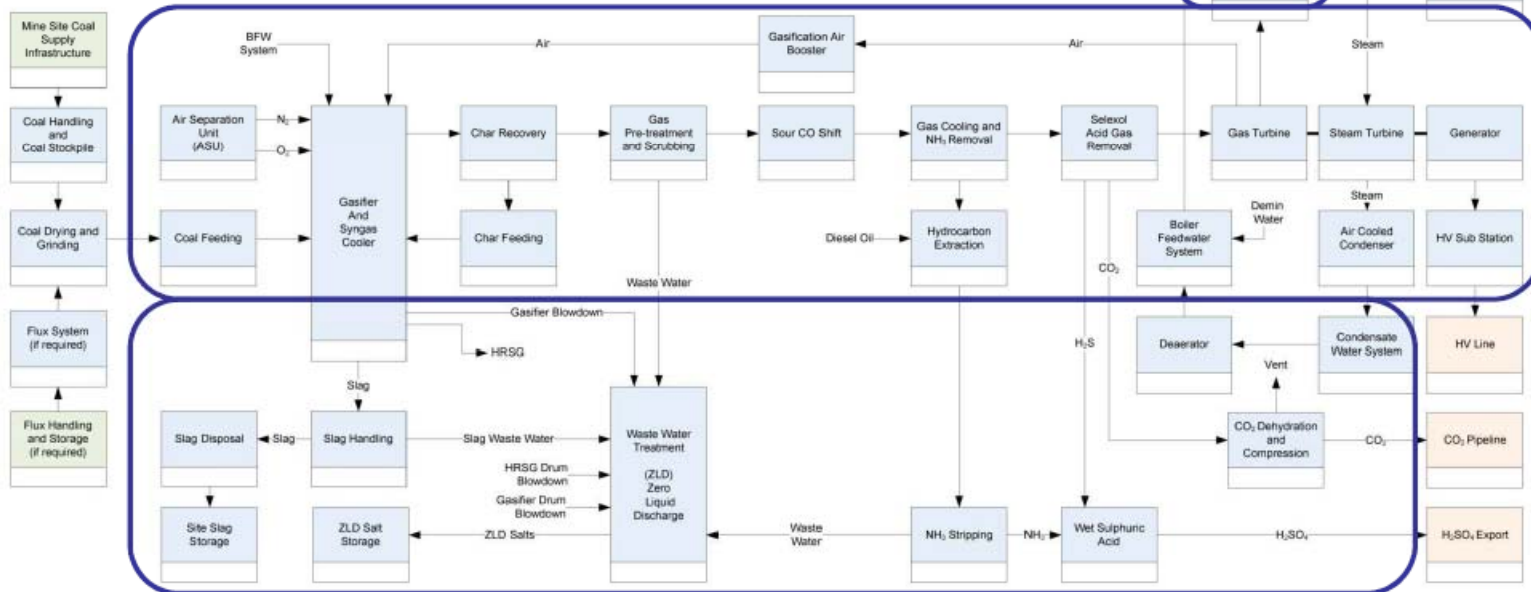 Mine Site Coal
Supply
Infrastructure
BFW
System
Air
Gasification Air
Booster
Air
Steam
Coal Handling
and
Coal Stockpile
Air Separation
Unit
(ASU)
N₂
O₂
Gasifier
And
Syngas
Cooler
Char Recovery
Gas
Pre-treatment
and Scrubbing
Sour CO Shift
Gas Cooling and
NH₃ Removal
Selexol
Acid Gas
Removal
Gas Turbine
Steam Turbine
Generator
Steam
Coal Drying and
Grinding
Coal Feeding
Char Feeding
Diesel Oil
Hydrocarbon
Extraction
Boiler
Feedwater
System
Demin
Water
Air Cooled
Condenser
HV Sub Station
CO₂
Waste Water
Gasifier Blowdown
Flux System
(if required)
HRSG
H₂S
Deaerator
Condensate
Water System
HV Line
Vent
Slag
Flux Handling
and Storage
(if required)
Slag Disposal
Slag
Slag Handling
Slag Waste Water
Waste Water
Treatment
(ZLD)
Zero
Liquid
Discharge
HRSG Drum
Blowdown
Gasifier Drum
Blowdown
CO₂ Dehydration
and
Compression
CO₂
CO₂ Pipeline
Site Slag
Storage
ZLD Salt
Storage
ZLD Salts
Waste
Water
NH₃ Stripping
NH₃
Wet Sulphuric
Acid
H₂SO₄
H₂SO₄ Export